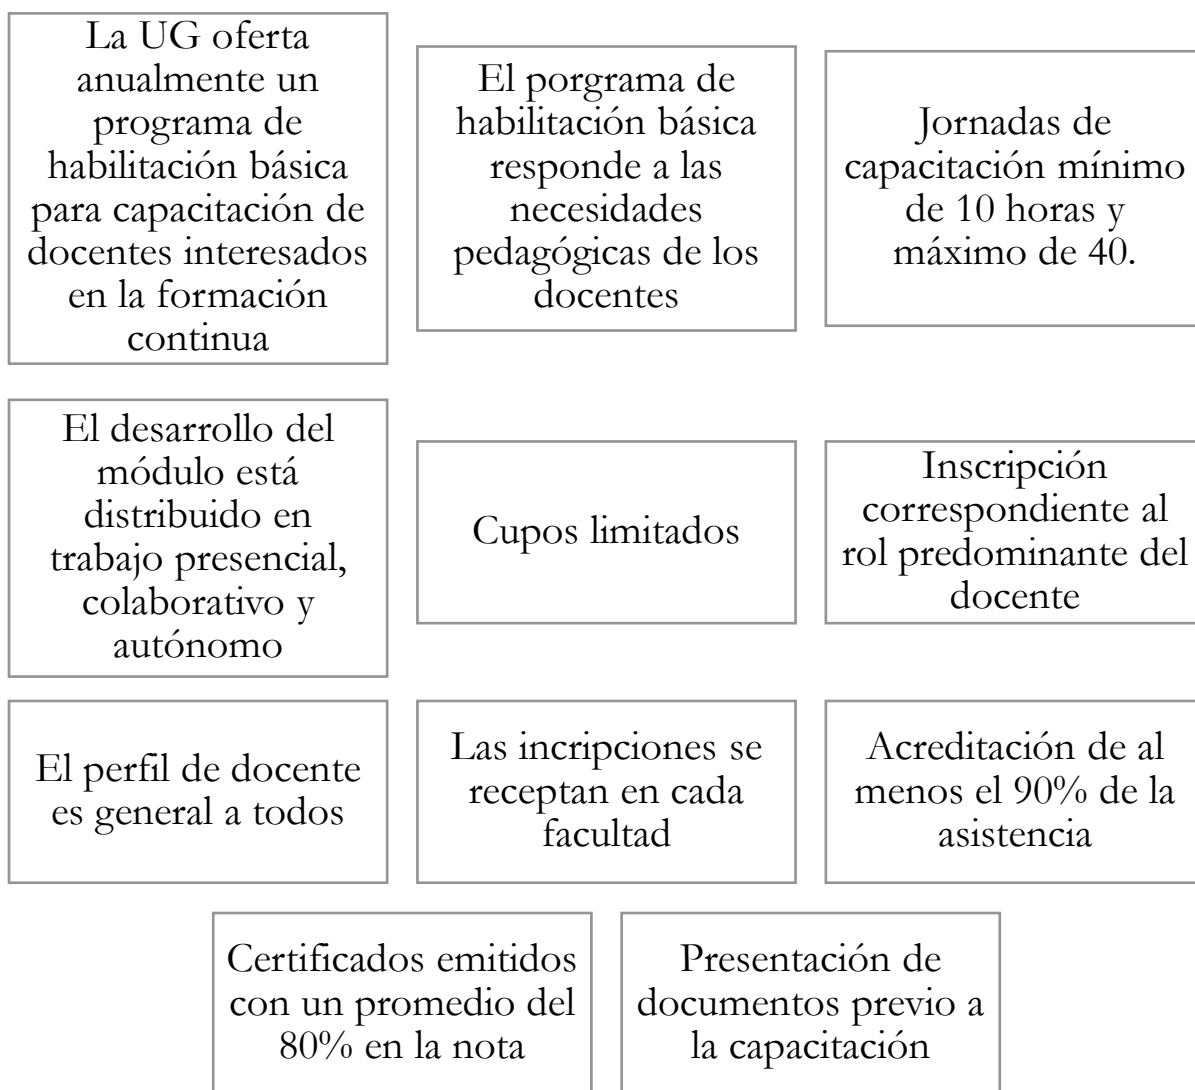 La UG oferta
anualmente un
programa de
habilitación básica
para capacitación de
docentes interesados
en la formación
continua
El porgrama de
habilitación básica
responde a las
necesidades
pedagógicas de los
docentes
Jornadas de
capacitación mínimo
de 10 horas y
máximo de 40.
El desarrollo del
módulo está
distribuido en
trabajo presencial,
colaborativo y
autónomo
Cupos limitados
Inscripción
correspondiente al
rol predominante del
docente
El perfil de docente
es general a todos
Las incripciones se
receptan en cada
facultad
Acreditación de al
menos el 90% de la
asistencia
Certificados emitidos
con un promedio del
80% en la nota
Presentación de
documentos previo a
la capacitación